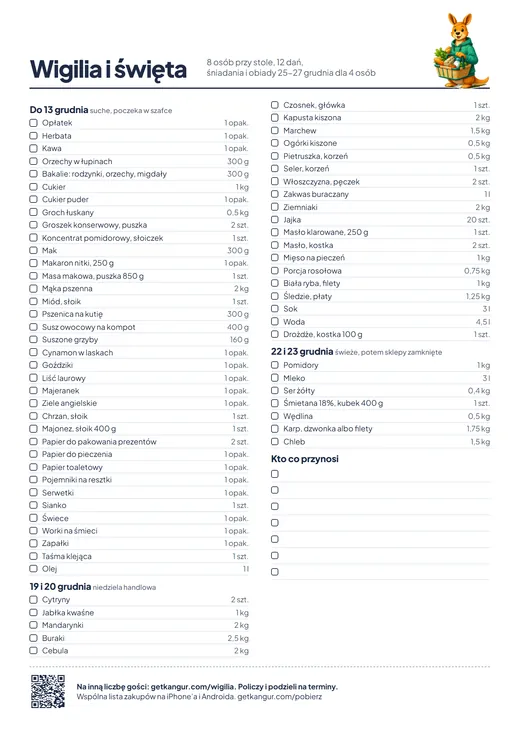 Wigilia i święta
8 osób przy stole, 12 dań,
śniadania i obiady 25–27 grudnia dla 4 osób
Do 13 grudnia suche, poczeka w szafce
Opłatek 1 opak.
Herbata 1 opak.
Kawa 1 opak.
Orzechy w łupinach 300 g
Bakalie: rodzynki, orzechy, migdały 300 g
Cukier 1 kg
Cukier puder 1 opak.
Groch łuskany 0,5 kg
Groszek konserwowy, puszka 2 szt.
Koncentrat pomidorowy, słoiczek 1 szt.
Mak 300 g
Makaron nitki, 250 g 1 opak.
Masa makowa, puszka 850 g 1 szt.
Mąka pszenna 2 kg
Miód, słoik 1 szt.
Pszenica na kutię 300 g
Susz owocowy na kompot 400 g
Suszone grzyby 160 g
Cynamon w laskach 1 opak.
Goździki 1 opak.
Liść laurowy 1 opak.
Majeranek 1 opak.
Ziele angielskie 1 opak.
Chrzan, słoik 1 szt.
Majonez, słoik 400 g 1 szt.
Papier do pakowania prezentów 2 szt.
Papier do pieczenia 1 opak.
Papier toaletowy 1 opak.
Pojemniki na resztki 1 opak.
Serwetki 1 opak.
Sianko 1 szt.
Świece 1 opak.
Worki na śmieci 1 opak.
Zapałki 1 opak.
Taśma klejąca 1 szt.
Olej 1 l
19 i 20 grudnia niedziela handlowa
Cytryny 2 szt.
Jabłka kwaśne 1 kg
Mandarynki 2 kg
Buraki 2,5 kg
Cebula 2 kg
Czosnek, główka 1 szt.
Kapusta kiszona 2 kg
Marchew 1,5 kg
Ogórki kiszone 0,5 kg
Pietruszka, korzeń 0,5 kg
Seler, korzeń 1 szt.
Włoszczyzna, pęczek 2 szt.
Zakwas buraczany 1 l
Ziemniaki 2 kg
Jajka 20 szt.
Masło klarowane, 250 g 1 szt.
Masło, kostka 2 szt.
Mięso na pieczeń 1 kg
Porcja rosołowa 0,75 kg
Biała ryba, filety 1 kg
Śledzie, płaty 1,25 kg
Sok 3 l
Woda 4,5 l
Drożdże, kostka 100 g 1 szt.
22 i 23 grudnia świeże, potem sklepy zamknięte
Pomidory 1 kg
Mleko 3 l
Ser żółty 0,4 kg
Śmietana 18%, kubek 400 g 1 szt.
Wędlina 0,5 kg
Karp, dzwonka albo filety 1,75 kg
Chleb 1,5 kg
Kto co przynosi
Na inną liczbę gości: getkangur.com/wigilia. Policzy i podzieli na terminy.
Wspólna lista zakupów na iPhone'a i Androida. getkangur.com/pobierz